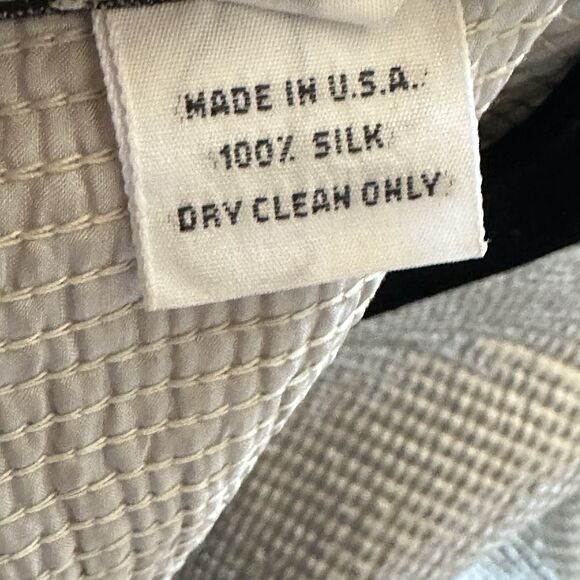 MADE IN U.S.A.
100% SILK
DRY CLEAN ONLY